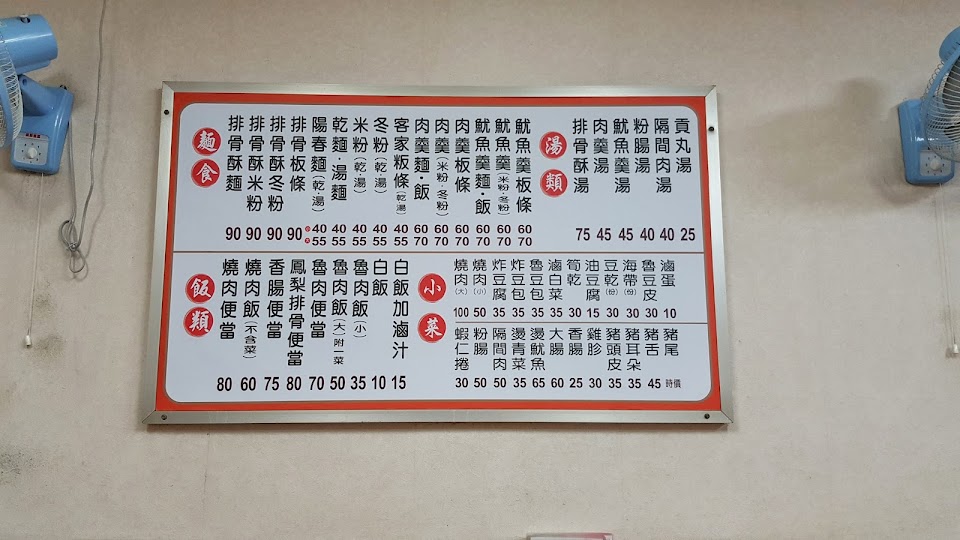 麵食
排骨酥麵 90
排骨酥米粉 90
排骨酥冬粉 90
排骨板條 90
陽春麵(乾湯) 小40 大55
乾麵·湯麵 40 55
米粉(乾湯) 40 55
冬粉(乾湯) 40 55
客家粄條(乾湯) 40 55
肉羹麵·飯 60 70
肉羹(米粉·冬粉) 60 70
肉羹板條 60 70
魷魚羹麵·飯 60 70
魷魚羹(米粉·冬粉) 60 70
魷魚羹板條 60 70
湯類
排骨酥湯 75
肉羹湯 45
魷魚羹湯 45
粉腸湯 40
隔間肉湯 40
貢丸湯 25
飯類
燒肉便當 80
燒肉飯(不含菜) 60
香腸便當 75
鳳梨排骨便當 80
魯肉便當 70
魯肉飯(大)附一菜 50
魯肉飯(小) 35
白飯 10
白飯加滷汁 15
小菜
燒肉(大) 100
燒肉(小) 50
炸豆腐 35
炸豆包 35
魯豆包 35
滷白菜 35
筍乾 30
油豆腐 15
豆乾(份) 30
海帶(份) 30
魯豆皮 30
滷蛋 10
蝦仁捲 30
粉腸 50
隔間肉 50
燙青菜 35
燙魷魚 65
大腸 60
香腸 25
雞胗 30
豬頭皮 35
豬耳朵 35
豬舌 45
豬尾 時價